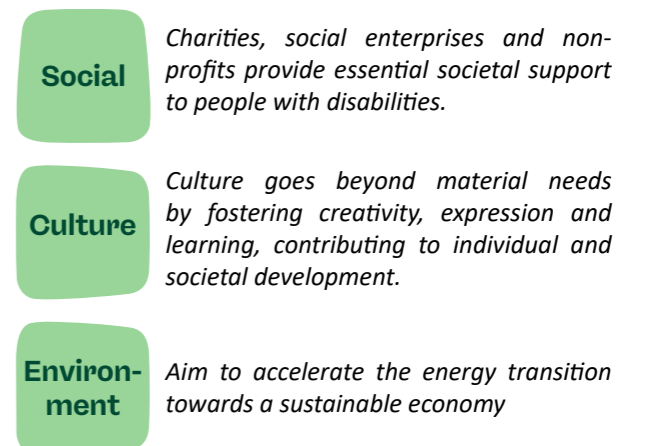 Social
Charities, social enterprises and non-
profits provide essential societal support
to people with disabilities.
Culture
Culture goes beyond material needs
by fostering creativity, expression and
learning, contributing to individual and
societal development.
Environ-
ment
Aim to accelerate the energy transition
towards a sustainable economy